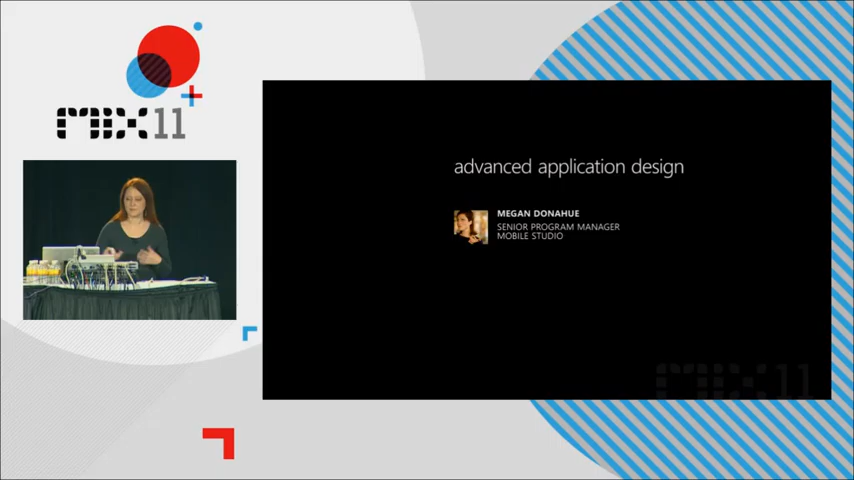 mix11
advanced application design
MEGAN DONAHUE
SENIOR PROGRAM MANAGER
MOBILE STUDIO
mix11